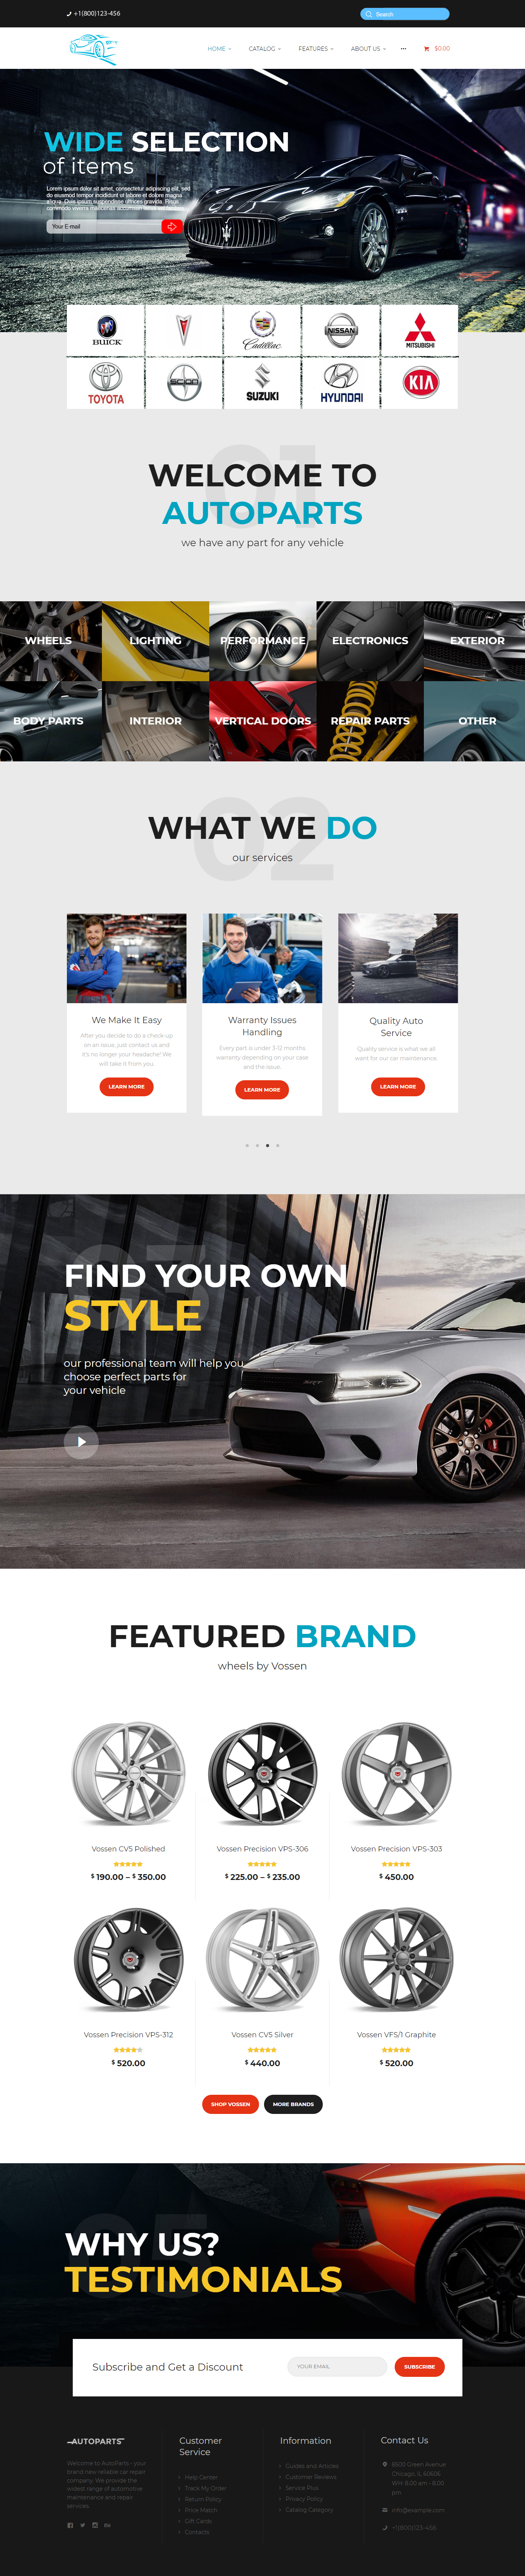 +1(800)123-456
Search
HOME CATALOG FEATURES ABOUT US ••• $0.00
WIDE SELECTION
of items
Lorem ipsum dolor sit amet, consectetur adipiscing elit, sed
do eiusmod tempor incididunt ut labore et dolore magna
aliqua. Quis ipsum suspendisse ultrices gravida. Risus
commodo viverra maecenas accumsan lacus vel facilisis.
Your E-mail
BUICK Cadillac NISSAN MITSUBISHI
TOYOTA SCION SUZUKI HYUNDAI KIA
01
WELCOME TO
AUTOPARTS
we have any part for any vehicle
WHEELS LIGHTING PERFORMANCE ELECTRONICS EXTERIOR
BODY PARTS INTERIOR VERTICAL DOORS REPAIR PARTS OTHER
02
WHAT WE DO
our services
We Make It Easy
After you decide to do a check-up
on an issue, just contact us and
it's no longer your headache! We
will take it from you.
LEARN MORE
Warranty Issues
Handling
Every part is under 3-12 months
warranty depending on your case
and the issue.
LEARN MORE
Quality Auto
Service
Quality service is what we all
want for our car maintenance.
LEARN MORE
03
FIND YOUR OWN
STYLE
our professional team will help you
choose perfect parts for
your vehicle
SRT
FEATURED BRAND
wheels by Vossen
Vossen CV5 Polished
$190.00 – $350.00
Vossen Precision VPS-306
$225.00 – $235.00
Vossen Precision VPS-303
$450.00
Vossen Precision VPS-312
$520.00
Vossen CV5 Silver
$440.00
Vossen VFS/1 Graphite
$520.00
SHOP VOSSEN MORE BRANDS
05
WHY US?
TESTIMONIALS
Subscribe and Get a Discount
YOUR EMAIL
SUBSCRIBE
AUTOPARTS
Welcome to AutoParts - your
brand new reliable car repair
company. We provide the
widest range of automotive
maintenance and repair
services.
Customer
Service
Help Center
Track My Order
Return Policy
Price Match
Gift Cards
Contacts
Information
Guides and Articles
Customer Reviews
Service Plus
Privacy Policy
Catalog Category
Contact Us
8500 Green Avenue
Chicago, IL 60606
WH: 8:00 am - 8:00
pm
info@example.com
+1(800)123-456